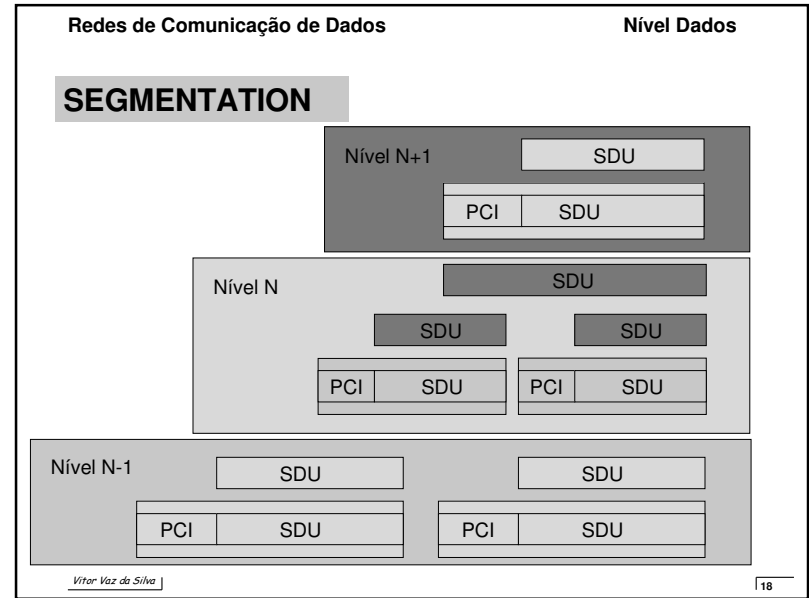 Redes de Comunicação de Dados Nível Dados
SEGMENTATION
Nível N+1 SDU
PCI SDU
Nível N SDU
SDU SDU
PCI SDU PCI SDU
Nível N-1 SDU SDU
PCI SDU PCI SDU
Vitor Vaz da Silva 18